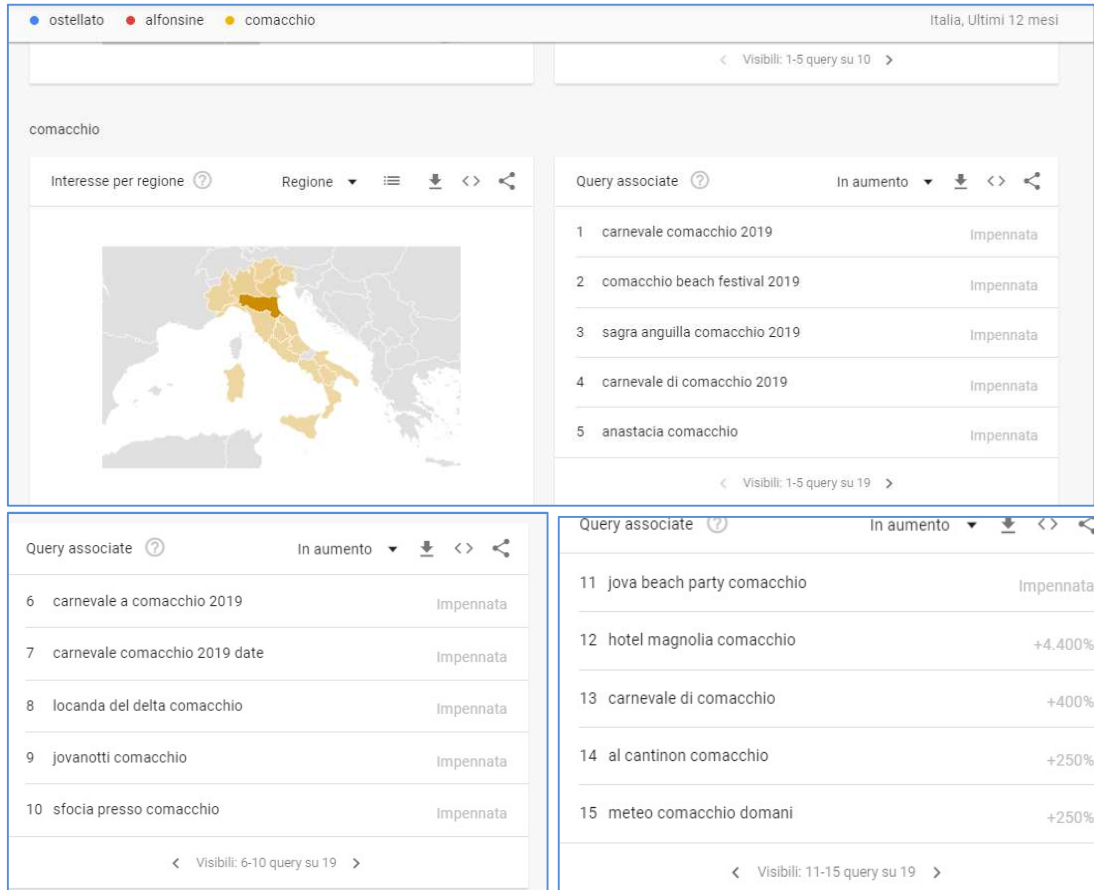 ostellato alfonsine comacchio Italia, Ultimi 12 mesi
Visibili: 1-5 query su 10
comacchio
Interesse per regione Regione
Query associate In aumento
1 carnevale comacchio 2019 Impennata
2 comacchio beach festival 2019 Impennata
3 sagra anguilla comacchio 2019 Impennata
4 carnevale di comacchio 2019 Impennata
5 anastacia comacchio Impennata
Visibili: 1-5 query su 19
Query associate In aumento
6 carnevale a comacchio 2019 Impennata
7 carnevale comacchio 2019 date Impennata
8 locanda del delta comacchio Impennata
9 jovanotti comacchio Impennata
10 sfocia presso comacchio Impennata
Visibili: 6-10 query su 19
Query associate In aumento
11 jova beach party comacchio Impennata
12 hotel magnolia comacchio +4.400%
13 carnevale di comacchio +400%
14 al cantinon comacchio +250%
15 meteo comacchio domani +250%
Visibili: 11-15 query su 19